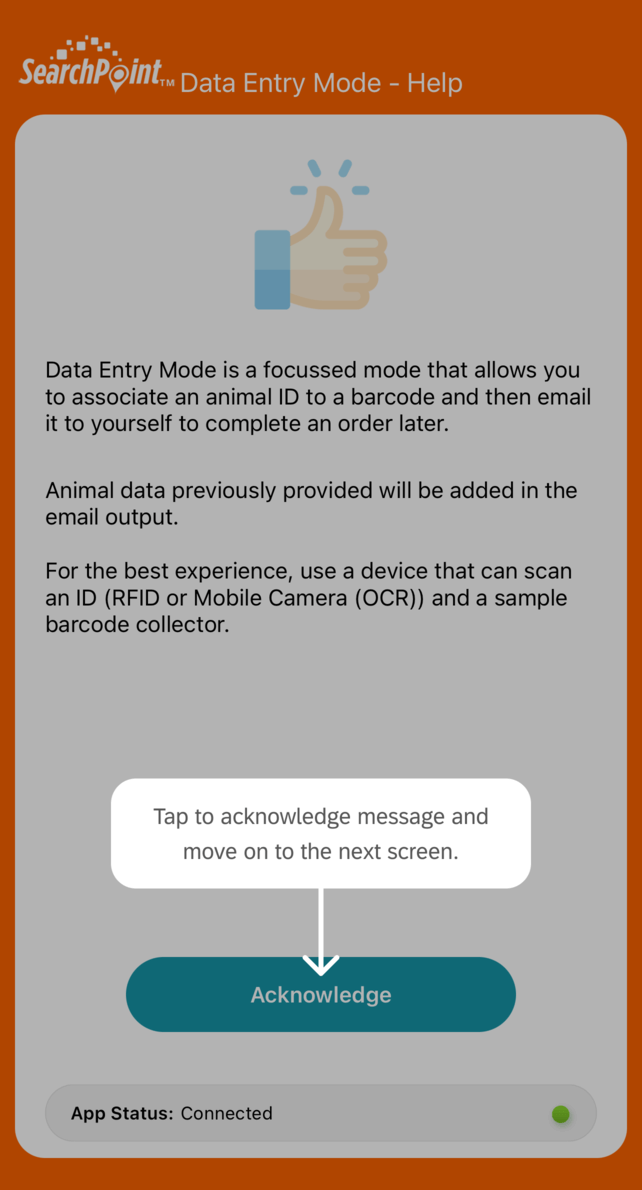 SearchPoint™ Data Entry Mode - Help
Data Entry Mode is a focussed mode that allows you
to associate an animal ID to a barcode and then email
it to yourself to complete an order later.
Animal data previously provided will be added in the
email output.
For the best experience, use a device that can scan
an ID (RFID or Mobile Camera (OCR)) and a sample
barcode collector.
Tap to acknowledge message and
move on to the next screen.
Acknowledge
App Status: Connected